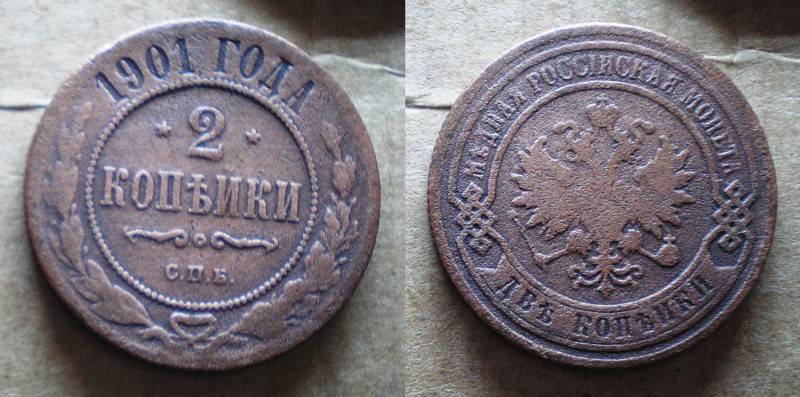 1901 ГОДА
* 2 *
КОПѢЙКИ
С.П.Б.
МѢДНАЯ РОССІЙСКАЯ МОНЕТА
ДВѢ КОПѢЙКИ